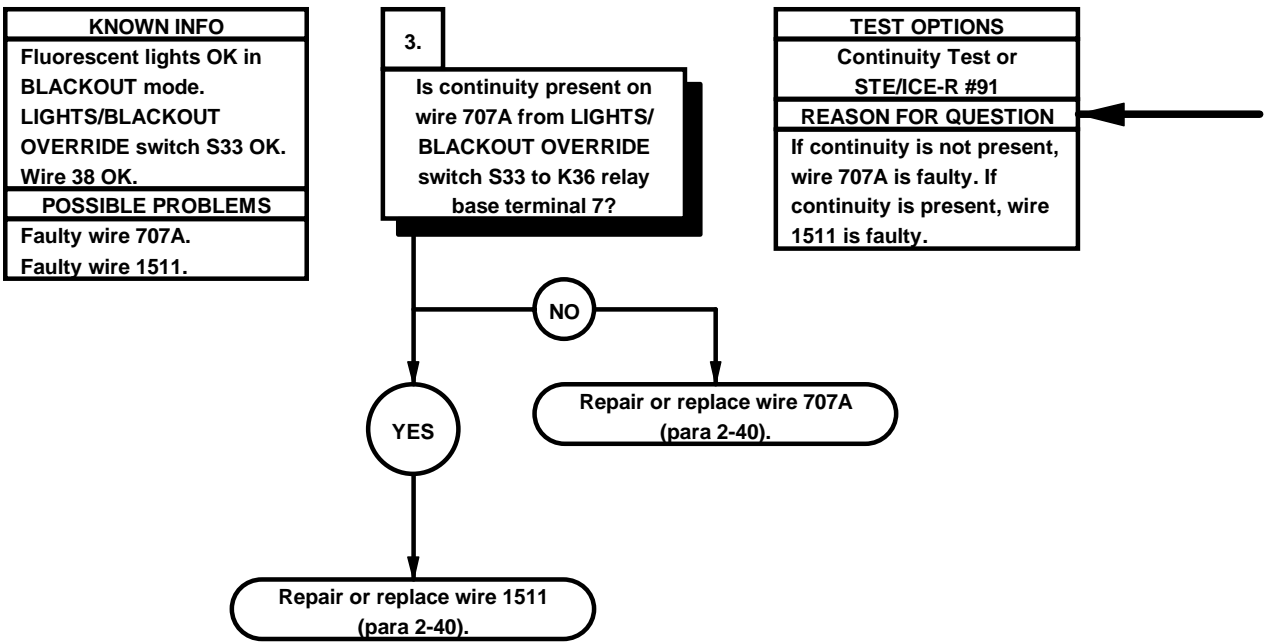 KNOWN INFO
Fluorescent lights OK in
BLACKOUT mode.
LIGHTS/BLACKOUT
OVERRIDE switch S33 OK.
Wire 38 OK.
POSSIBLE PROBLEMS
Faulty wire 707A.
Faulty wire 1511.
3.
Is continuity present on
wire 707A from LIGHTS/
BLACKOUT OVERRIDE
switch S33 to K36 relay
base terminal 7?
TEST OPTIONS
Continuity Test or
STE/ICE-R #91
REASON FOR QUESTION
If continuity is not present,
wire 707A is faulty. If
continuity is present, wire
1511 is faulty.
NO
YES
Repair or replace wire 707A
(para 2-40).
Repair or replace wire 1511
(para 2-40).